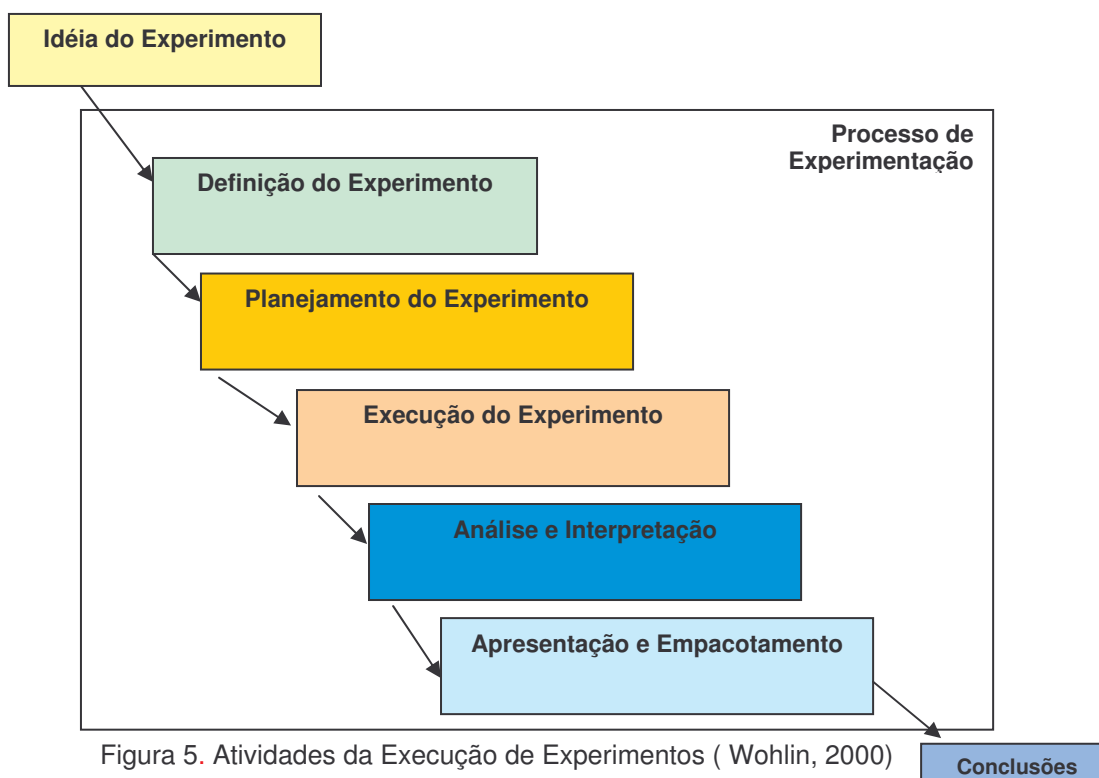 Idéia do Experimento
Processo de
Experimentação
Definição do Experimento
Planejamento do Experimento
Execução do Experimento
Análise e Interpretação
Apresentação e Empacotamento
Figura 5. Atividades da Execução de Experimentos ( Wohlin, 2000)
Conclusões